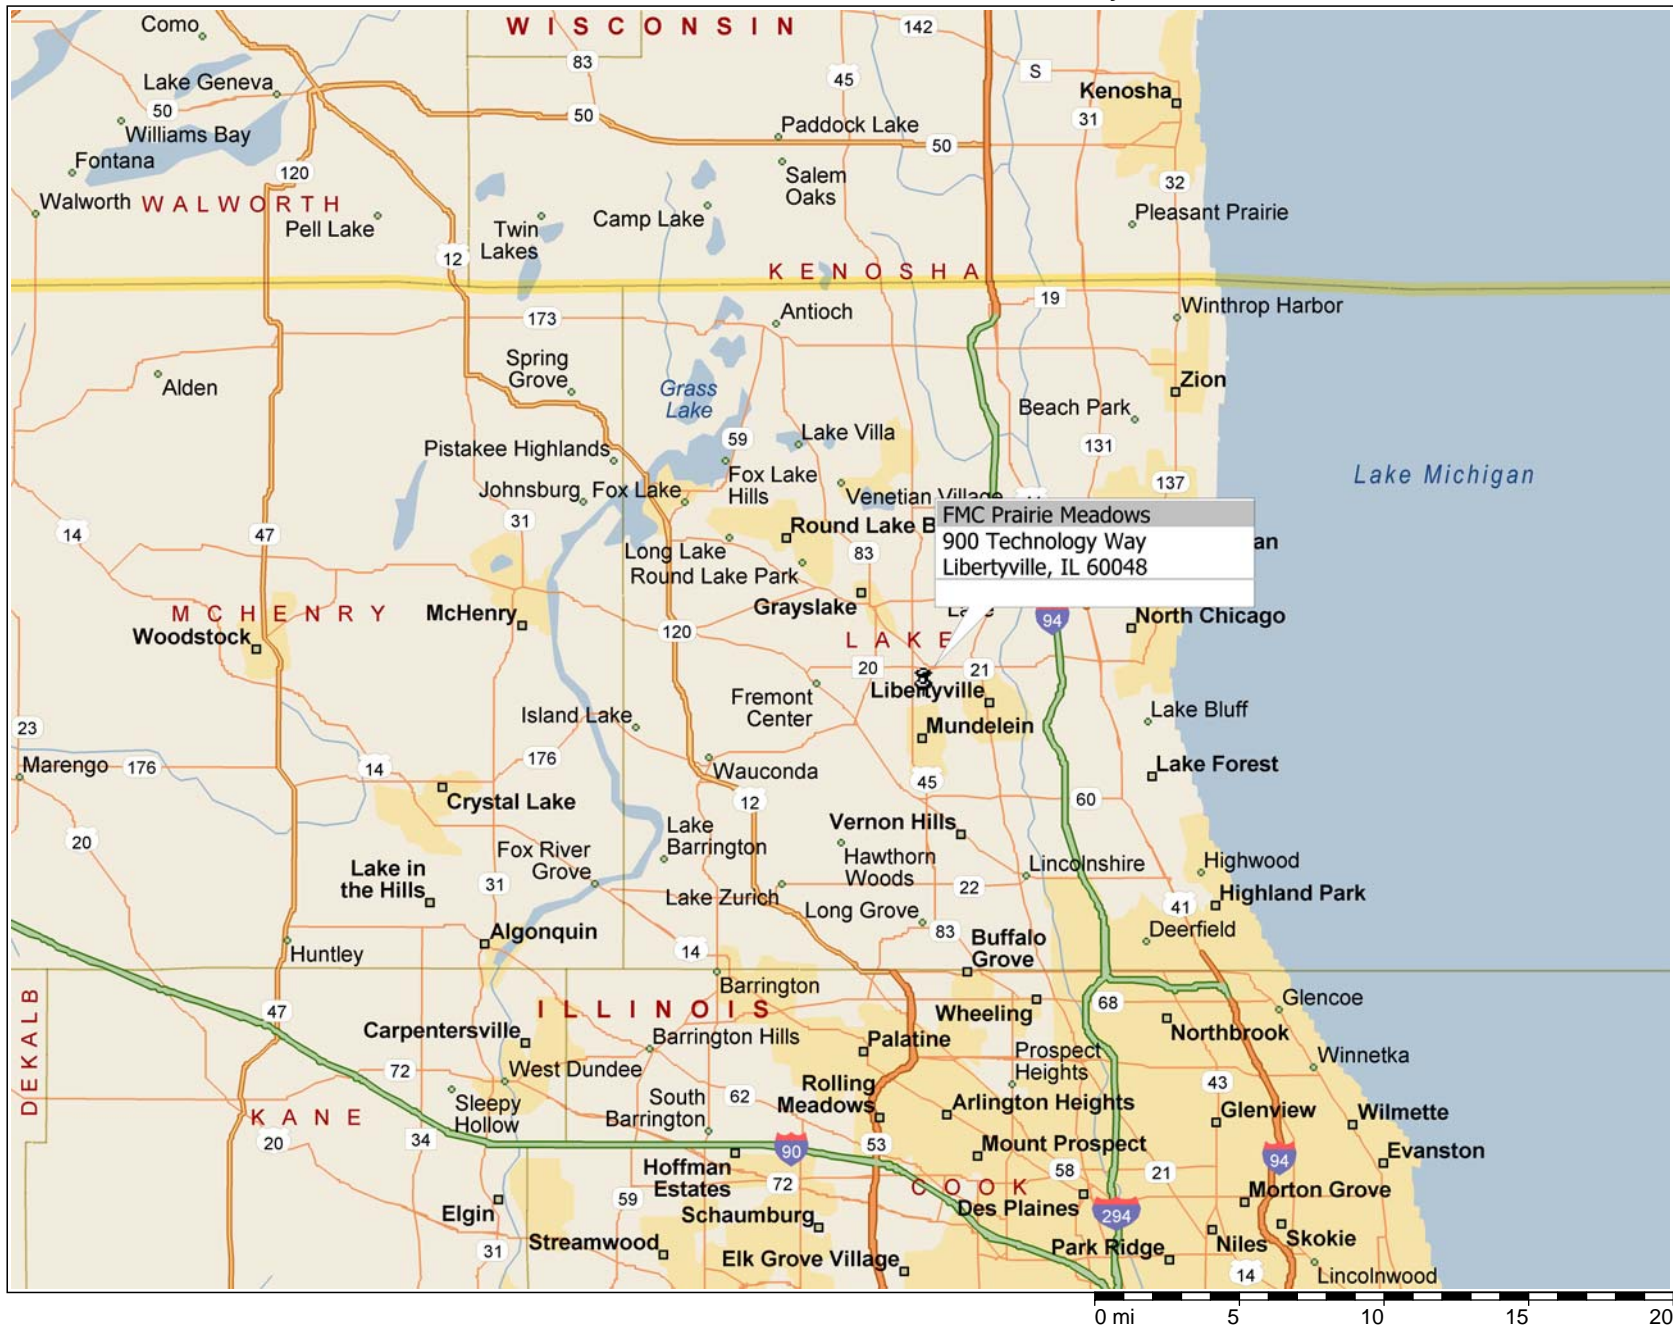 WISCONSIN
Como
142
83
45
S
Lake Geneva
Kenosha
50
50
31
Williams Bay
Paddock Lake
50
Fontana
120
Salem
Oaks
32
Walworth
WALWORTH
Pell Lake
Twin
Lakes
Camp Lake
Pleasant Prairie
12
KENOSHA
19
Winthrop Harbor
173
Antioch
Spring
Grove
Alden
Grass
Lake
Zion
Beach Park
59
Lake Villa
131
Pistakee Highlands
Fox Lake
Hills
Lake Michigan
137
Johnsburg
Fox Lake
Venetian Village
31
14
47
Round Lake B
FMC Prairie Meadows
900 Technology Way
Libertyville, IL 60048
an
Long Lake
83
Round Lake Park
Grayslake
Lake
94
North Chicago
MCHENRY
McHenry
Woodstock
120
LAKE
20
21
Libertyville
Fremont
Center
Island Lake
Mundelein
Lake Bluff
23
Marengo
176
14
176
Wauconda
45
Lake Forest
Crystal Lake
12
60
20
Lake
Barrington
Vernon Hills
Fox River
Grove
Hawthorn
Woods
Lincolnshire
Highwood
Lake in
the Hills
31
Lake Zurich
22
Highland Park
Long Grove
41
Algonquin
83
Deerfield
Huntley
14
Buffalo
Grove
Barrington
DEKALB
47
ILLINOIS
68
Glencoe
Wheeling
Carpentersville
Barrington Hills
Palatine
Northbrook
Prospect
Heights
Winnetka
72
West Dundee
Rolling
Meadows
43
Sleepy
Hollow
South
Barrington
62
Arlington Heights
Glenview
Wilmette
KANE
20
34
90
53
Mount Prospect
94
Evanston
Hoffman
Estates
72
58
21
COOK
Elgin
59
Schaumburg
Des Plaines
294
Morton Grove
31
Streamwood
Elk Grove Village
Park Ridge
Niles
Skokie
14
Lincolnwood
0 mi 5 10 15 20